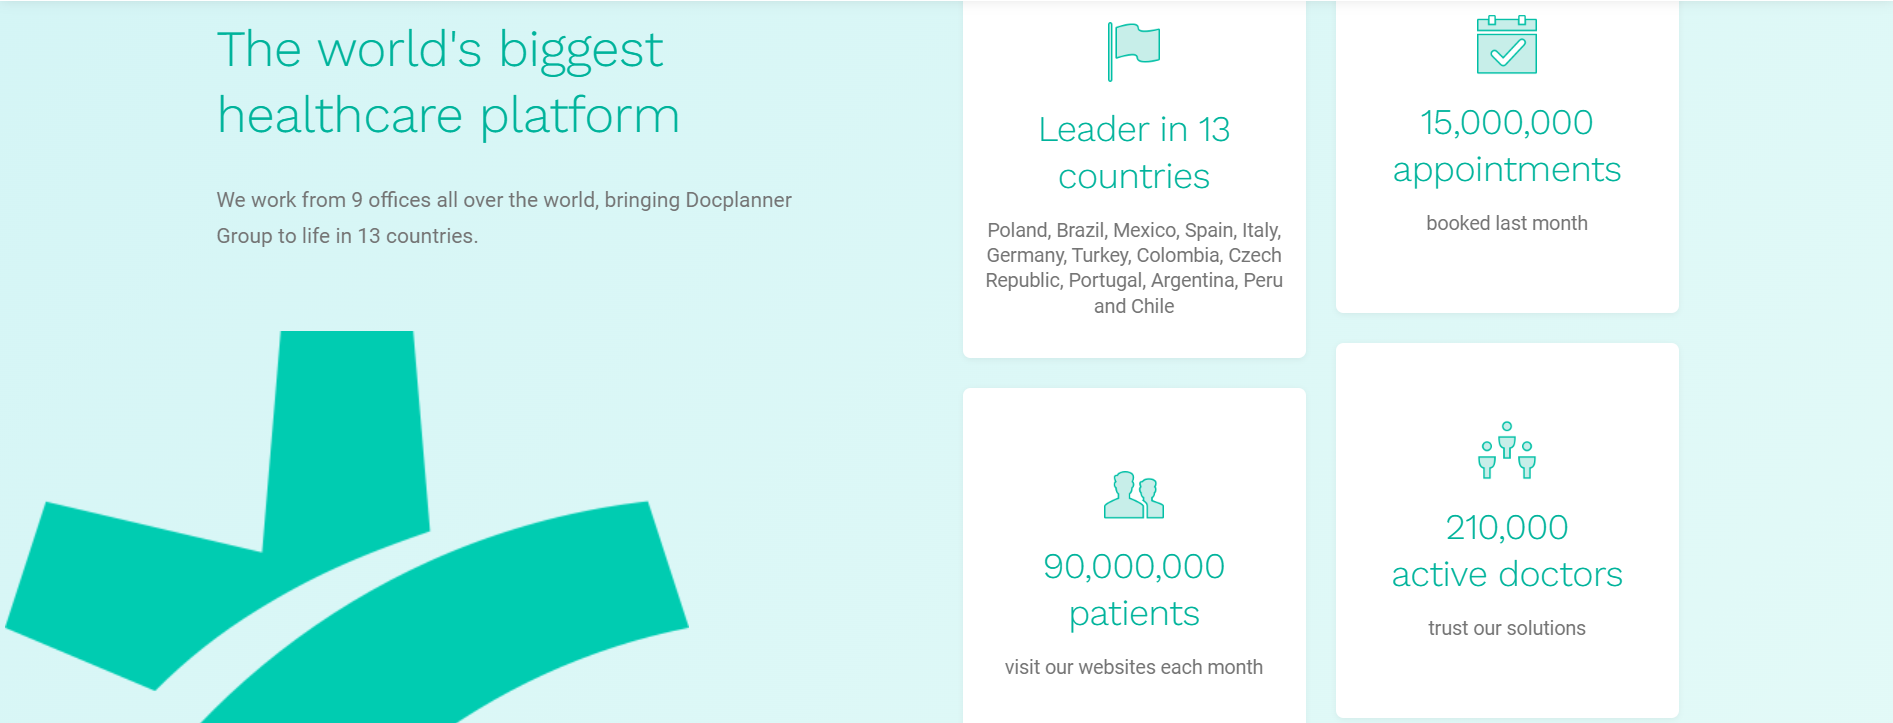 The world's biggest
healthcare platform
We work from 9 offices all over the world, bringing Docplanner
Group to life in 13 countries.
Leader in 13
countries
Poland, Brazil, Mexico, Spain, Italy,
Germany, Turkey, Colombia, Czech
Republic, Portugal, Argentina, Peru
and Chile
15,000,000
appointments
booked last month
90,000,000
patients
visit our websites each month
210,000
active doctors
trust our solutions